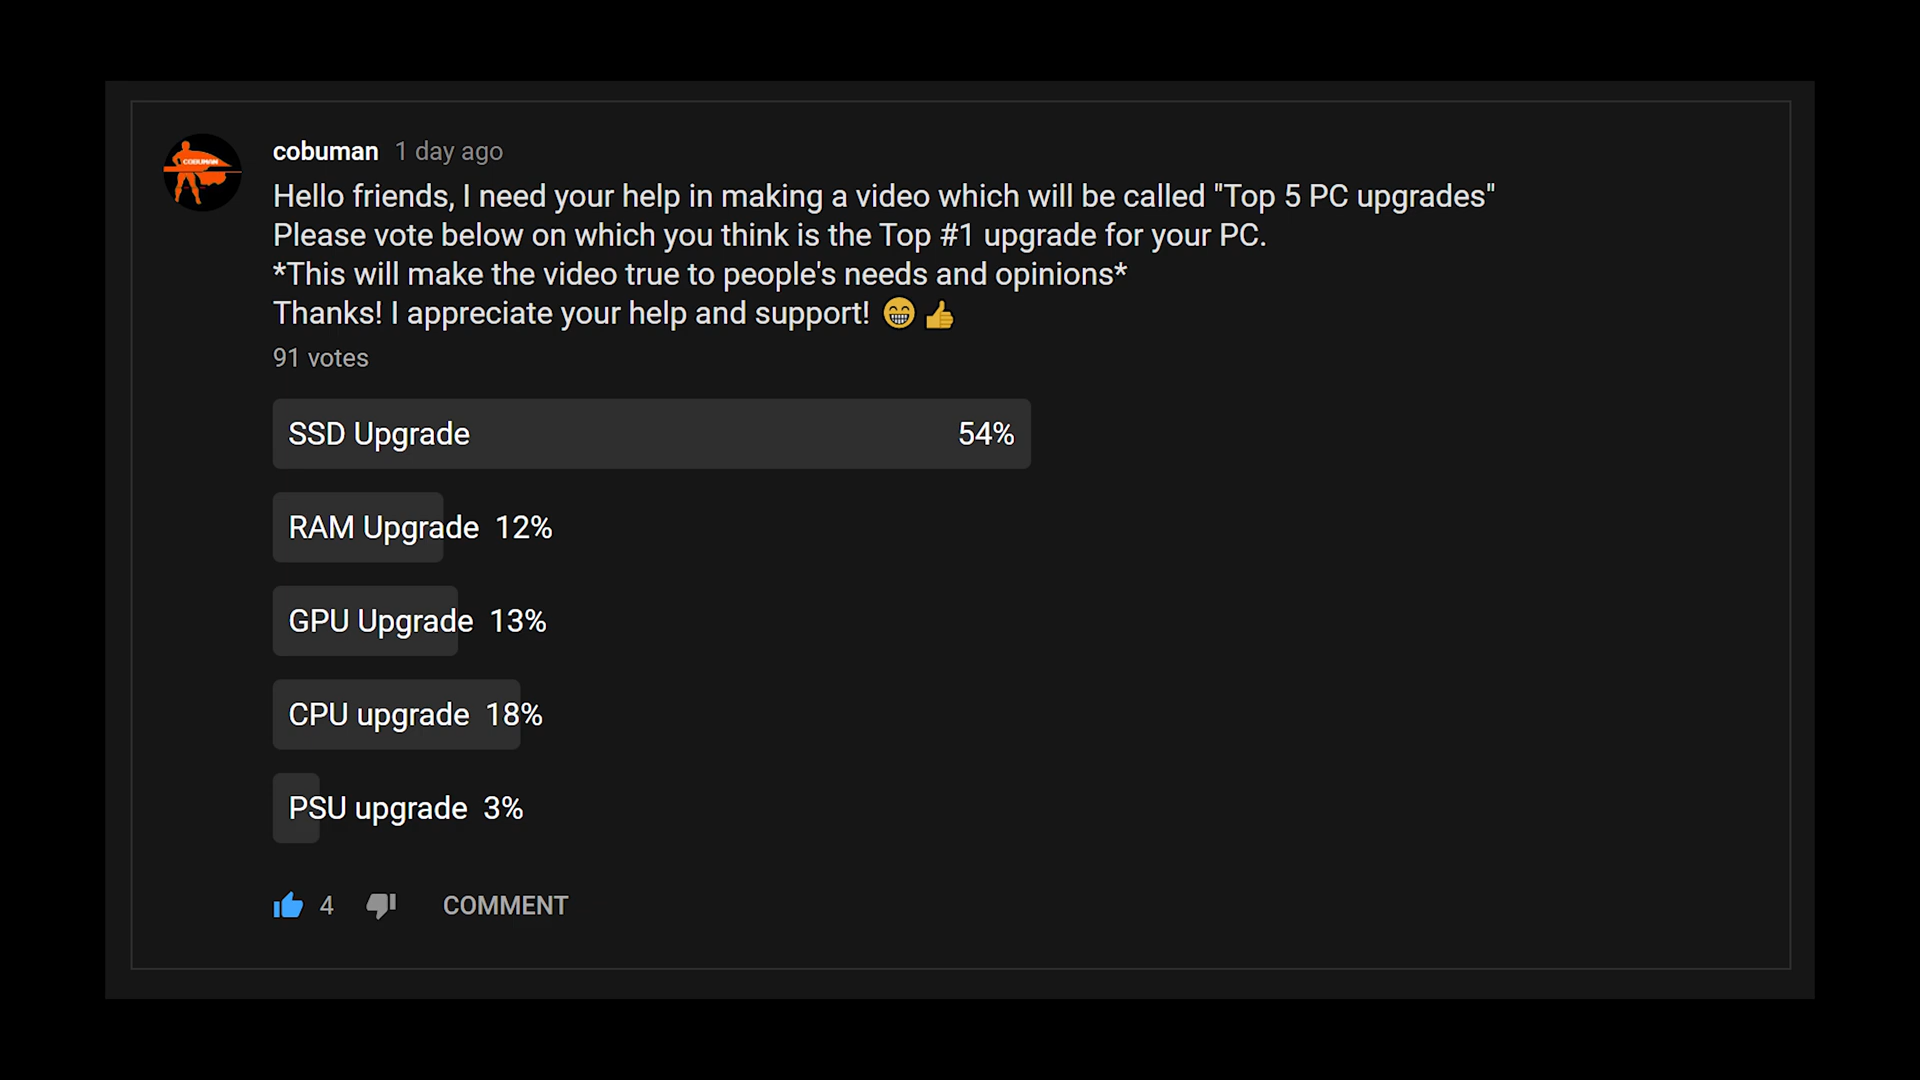 COBUMAN
cobuman 1 day ago
Hello friends, I need your help in making a video which will be called "Top 5 PC upgrades"
Please vote below on which you think is the Top #1 upgrade for your PC.
*This will make the video true to people's needs and opinions*
Thanks! I appreciate your help and support! 😁 👍
91 votes
SSD Upgrade 54%
RAM Upgrade 12%
GPU Upgrade 13%
CPU upgrade 18%
PSU upgrade 3%
4 COMMENT